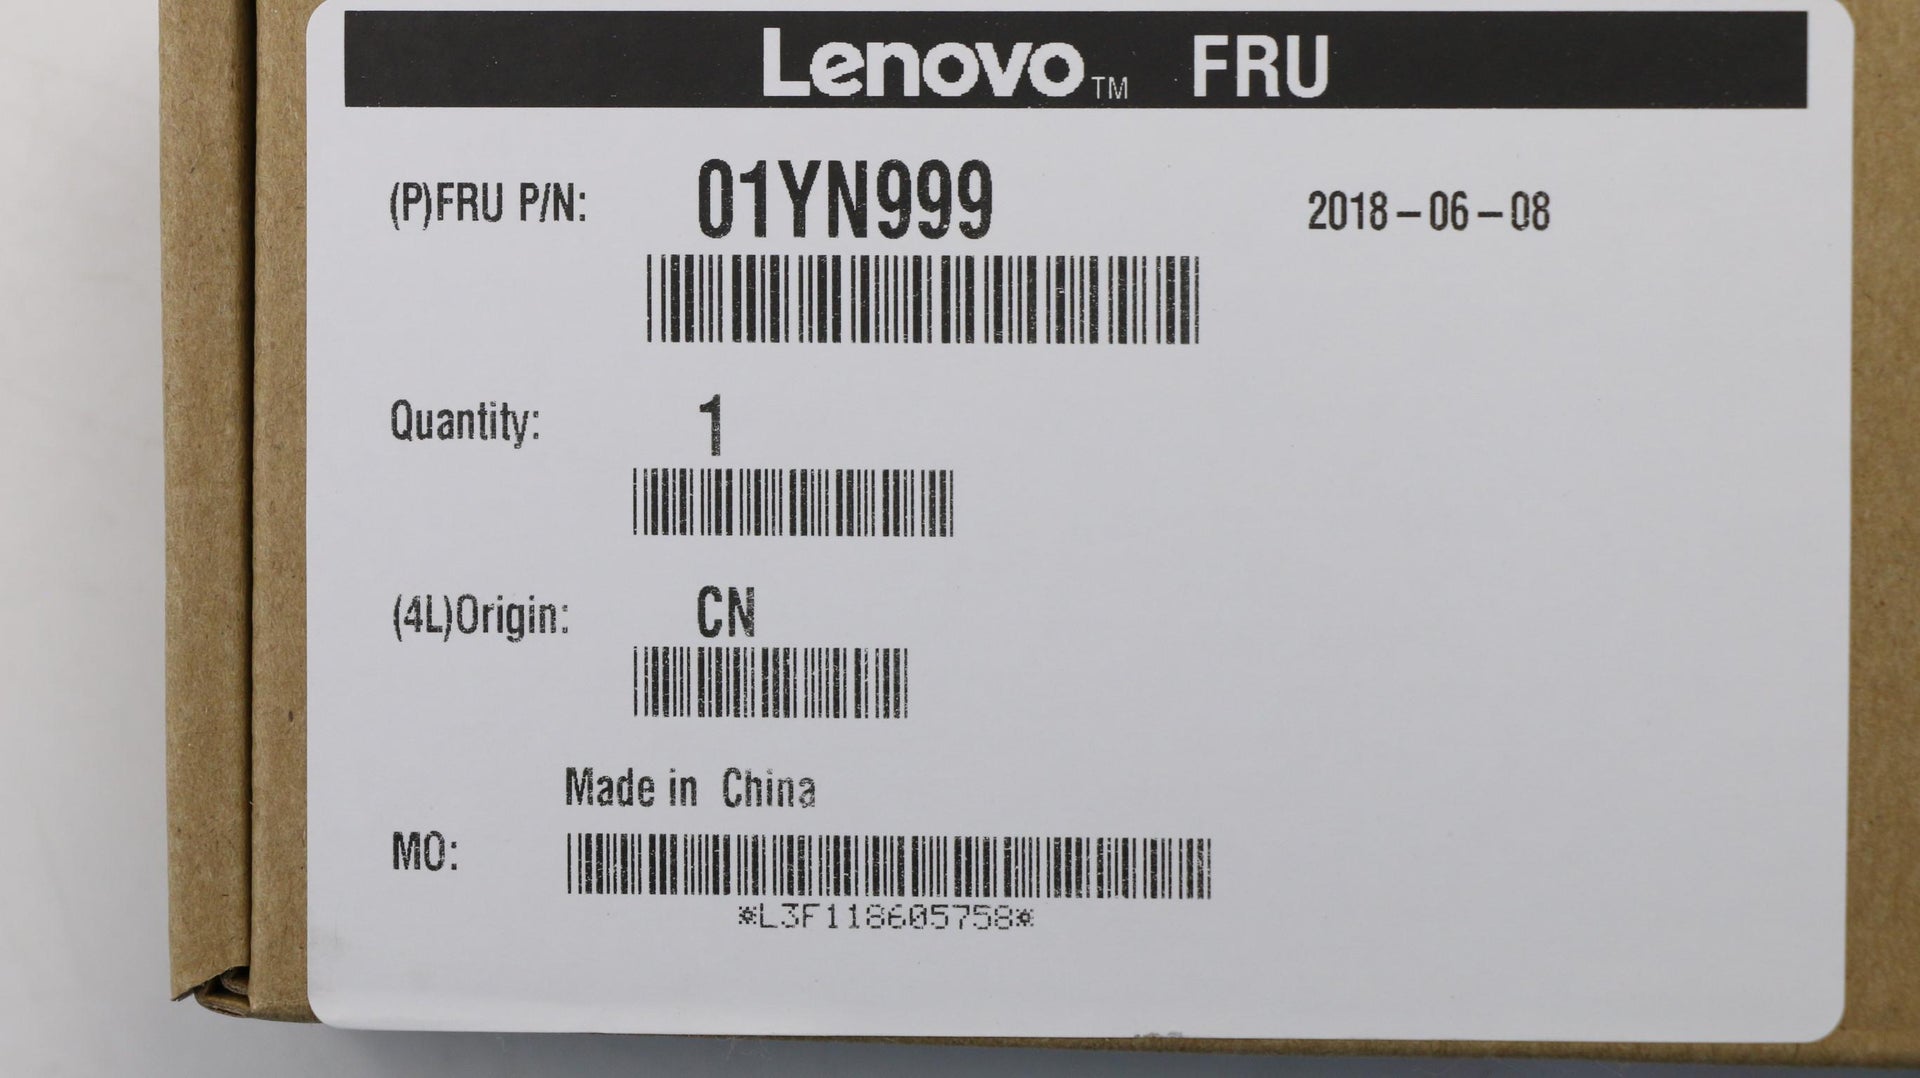 Lenovo™ FRU
(P)FRU P/N: 01YN999 2018-06-08
Quantity: 1
(4L)Origin: CN
Made in China
MO:
*L3F118605758*